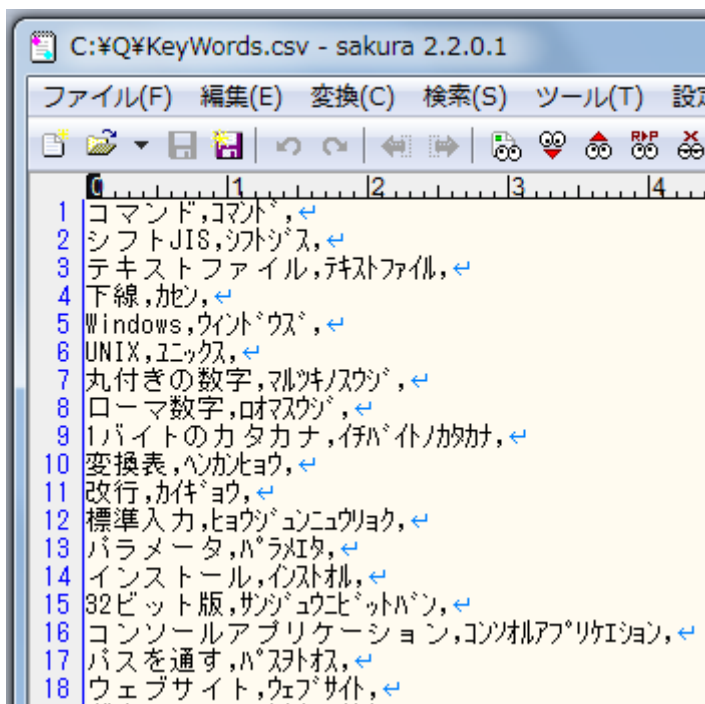 C:¥Q¥KeyWords.csv - sakura 2.2.0.1
ファイル(F) 編集(E) 変換(C) 検索(S) ツール(T) 設定
0 1 2 3 4
1 コマンド,コマンド,↵
2 シフトJIS,シフトジス,↵
3 テキストファイル,テキストファイル,↵
4 下線,カセン,↵
5 Windows,ウィンドウズ,↵
6 UNIX,ユニックス,↵
7 丸付きの数字,マルツキノスウジ,↵
8 ローマ数字,ロオマスウジ,↵
9 1バイトのカタカナ,イチバイトノカタカナ,↵
10 変換表,ヘンカンヒョウ,↵
11 改行,カイギョウ,↵
12 標準入力,ヒョウジュンニュウリョク,↵
13 パラメータ,パラメエタ,↵
14 インストール,インストオル,↵
15 32ビット版,サンジュウニビットバン,↵
16 コンソールアプリケーション,コンソオルアプリケエション,↵
17 パスを通す,パスヲトオス,↵
18 ウェブサイト,ウェブサイト,↵